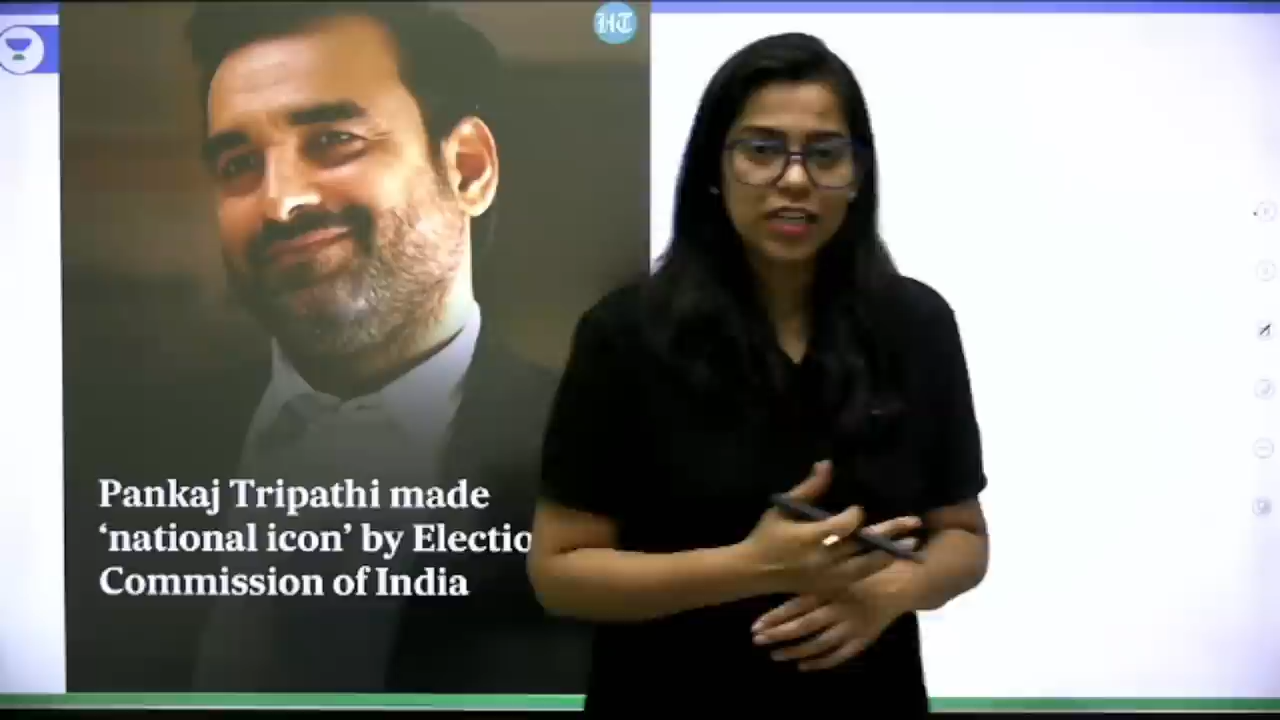 HT
Pankaj Tripathi made
‘national icon’ by Electio
Commission of India